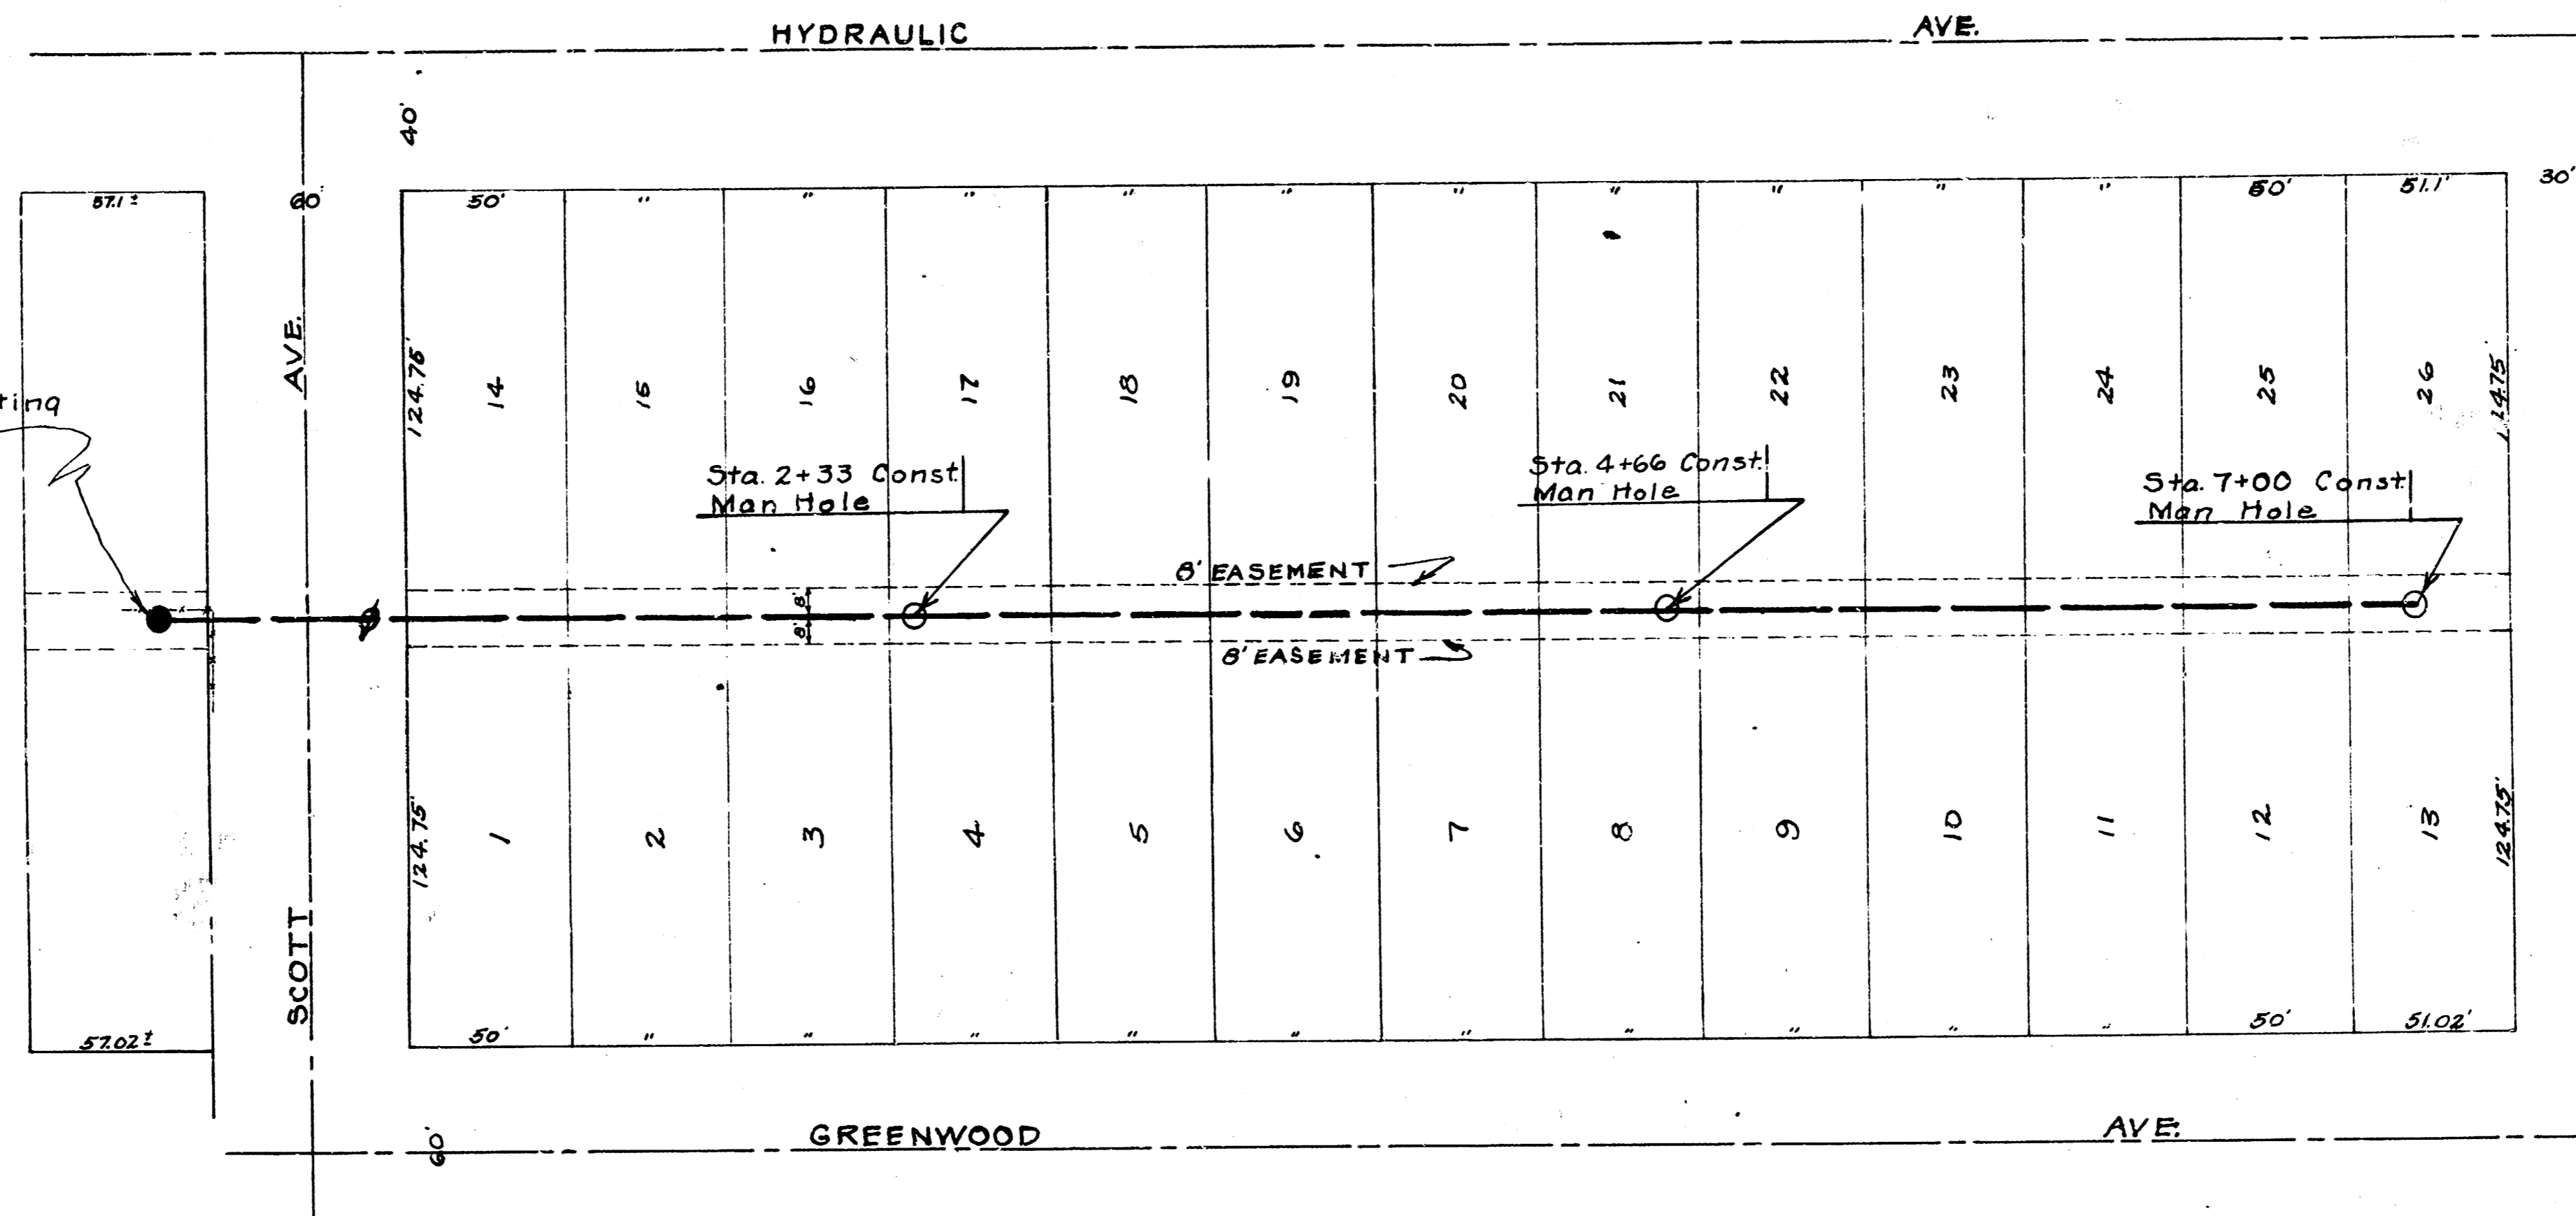 HYDRAULIC AVE.
40'
57.1± 60' 50' " " " " " " " " " " 50' 51.1' 30'
AVE.
124.75' 14 15 16 17 18 19 20 21 22 23 24 25 26
Sta. 2+33 Const.
Man Hole
Sta. 4+66 Const.
Man Hole
Sta. 7+00 Const.
Man Hole
8' EASEMENT
8'
8'
8' EASEMENT
124.75' 1 2 3 4 5 6 7 8 9 10 11 12 13 124.75'
SCOTT
57.02± 50' " " " " " " " " " " 50' 51.02'
GREENWOOD AVE.
60'